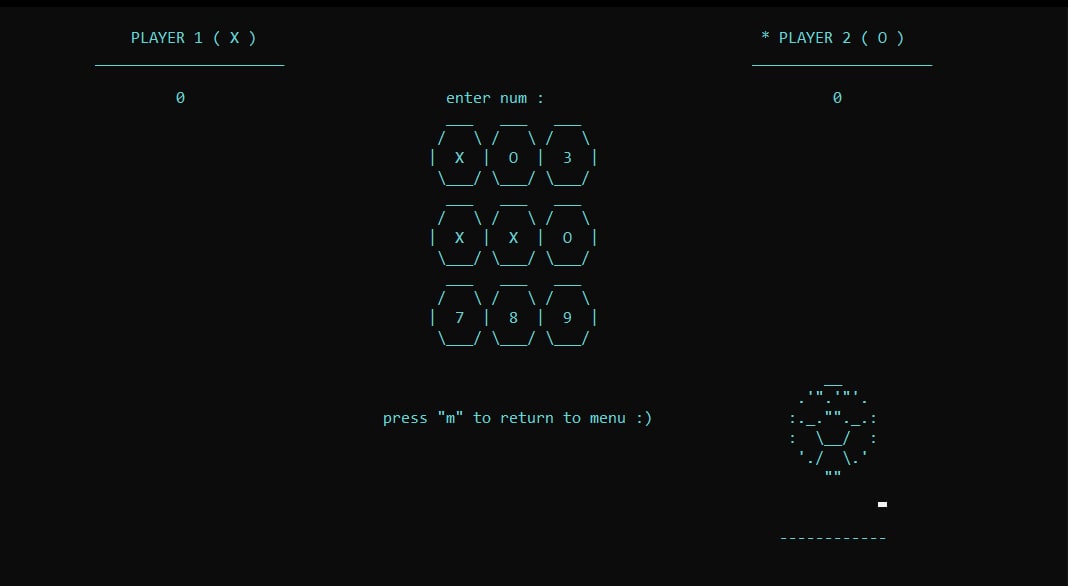 PLAYER 1 ( X )
* PLAYER 2 ( O )
0
enter num :
0
X O 3
X X O
7 8 9
press "m" to return to menu :)